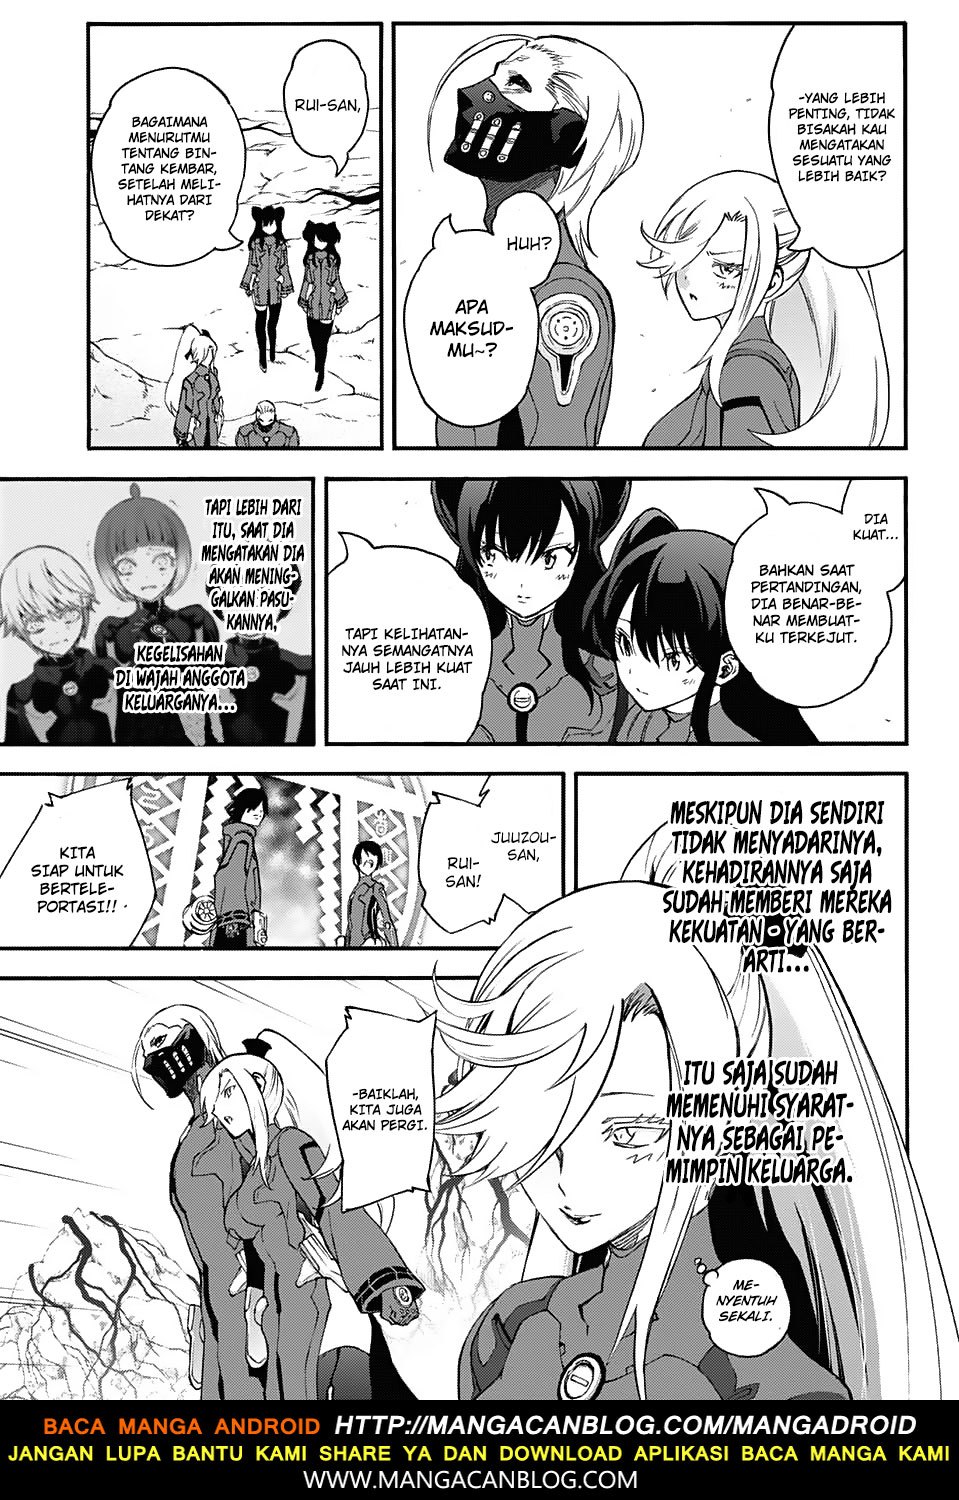 -YANG LEBIH
PENTING, TIDAK
BISAKAH KAU
MENGATAKAN
SESUATU YANG
LEBIH BAIK?
HUH?
APA
MAKSUD-
MU~?
RUI-SAN,
BAGAIMANA
MENURUTMU
TENTANG BIN-
TANG KEMBAR,
SETELAH MELI-
HATNYA DARI
DEKAT?
DIA
KUAT...
BAHKAN SAAT
PERTANDINGAN,
DIA BENAR-BE-
NAR MEMBUAT-
KU TERKEJUT.
TAPI KELIHATAN-
NYA SEMANGATNYA
JAUH LEBIH KUAT
SAAT INI.
TAPI LEBIH DARI
ITU, SAAT DIA
MENGATAKAN DIA
AKAN MENING-
GALKAN PASU-
KANNYA,
KEGELISAHAN
DI WAJAH ANGGOTA
KELUARGANYA...
MESKIPUN DIA SENDIRI
TIDAK MENYADARINYA,
KEHADIRANNYA SAJA
SUDAH MEMBERI MEREKA
KEKUATAN - YANG BER-
ARTI...
JUUZOU-
SAN,
RUI-
SAN!
KITA
SIAP UNTUK
BERTELE-
PORTASI!!
ITU SAJA SUDAH
MEMENUHI SYARAT-
NYA SEBAGAI PE-
MIMPIN KELUARGA.
-BAIKLAH,
KITA JUGA
AKAN PERGI.
ME-
NYENTUH
SEKALI.
BACA MANGA ANDROID HTTP://MANGACANBLOG.COM/MANGADROID
JANGAN LUPA BANTU KAMI SHARE YA DAN DOWNLOAD APLIKASI BACA MANGA KAMI
WWW.MANGACANBLOG.COM